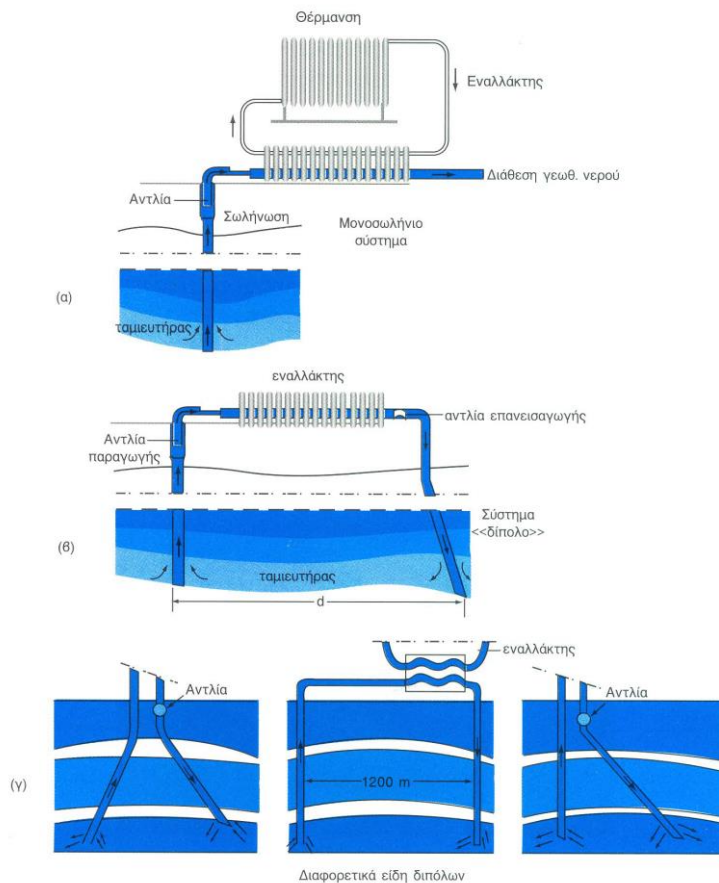 Θέρμανση
Εναλλάκτης
Διάθεση γεωθ. νερού
Αντλία
Σωλήνωση
Μονοσωλήνιο
σύστημα
(α)
ταμιευτήρας
εναλλάκτης
αντλία επανεισαγωγής
Αντλία
παραγωγής
Σύστημα
<<δίπολο>>
(β)
ταμιευτήρας
d
εναλλάκτης
Αντλία
Αντλία
(γ)
1200 m
Διαφορετικά είδη διπόλων